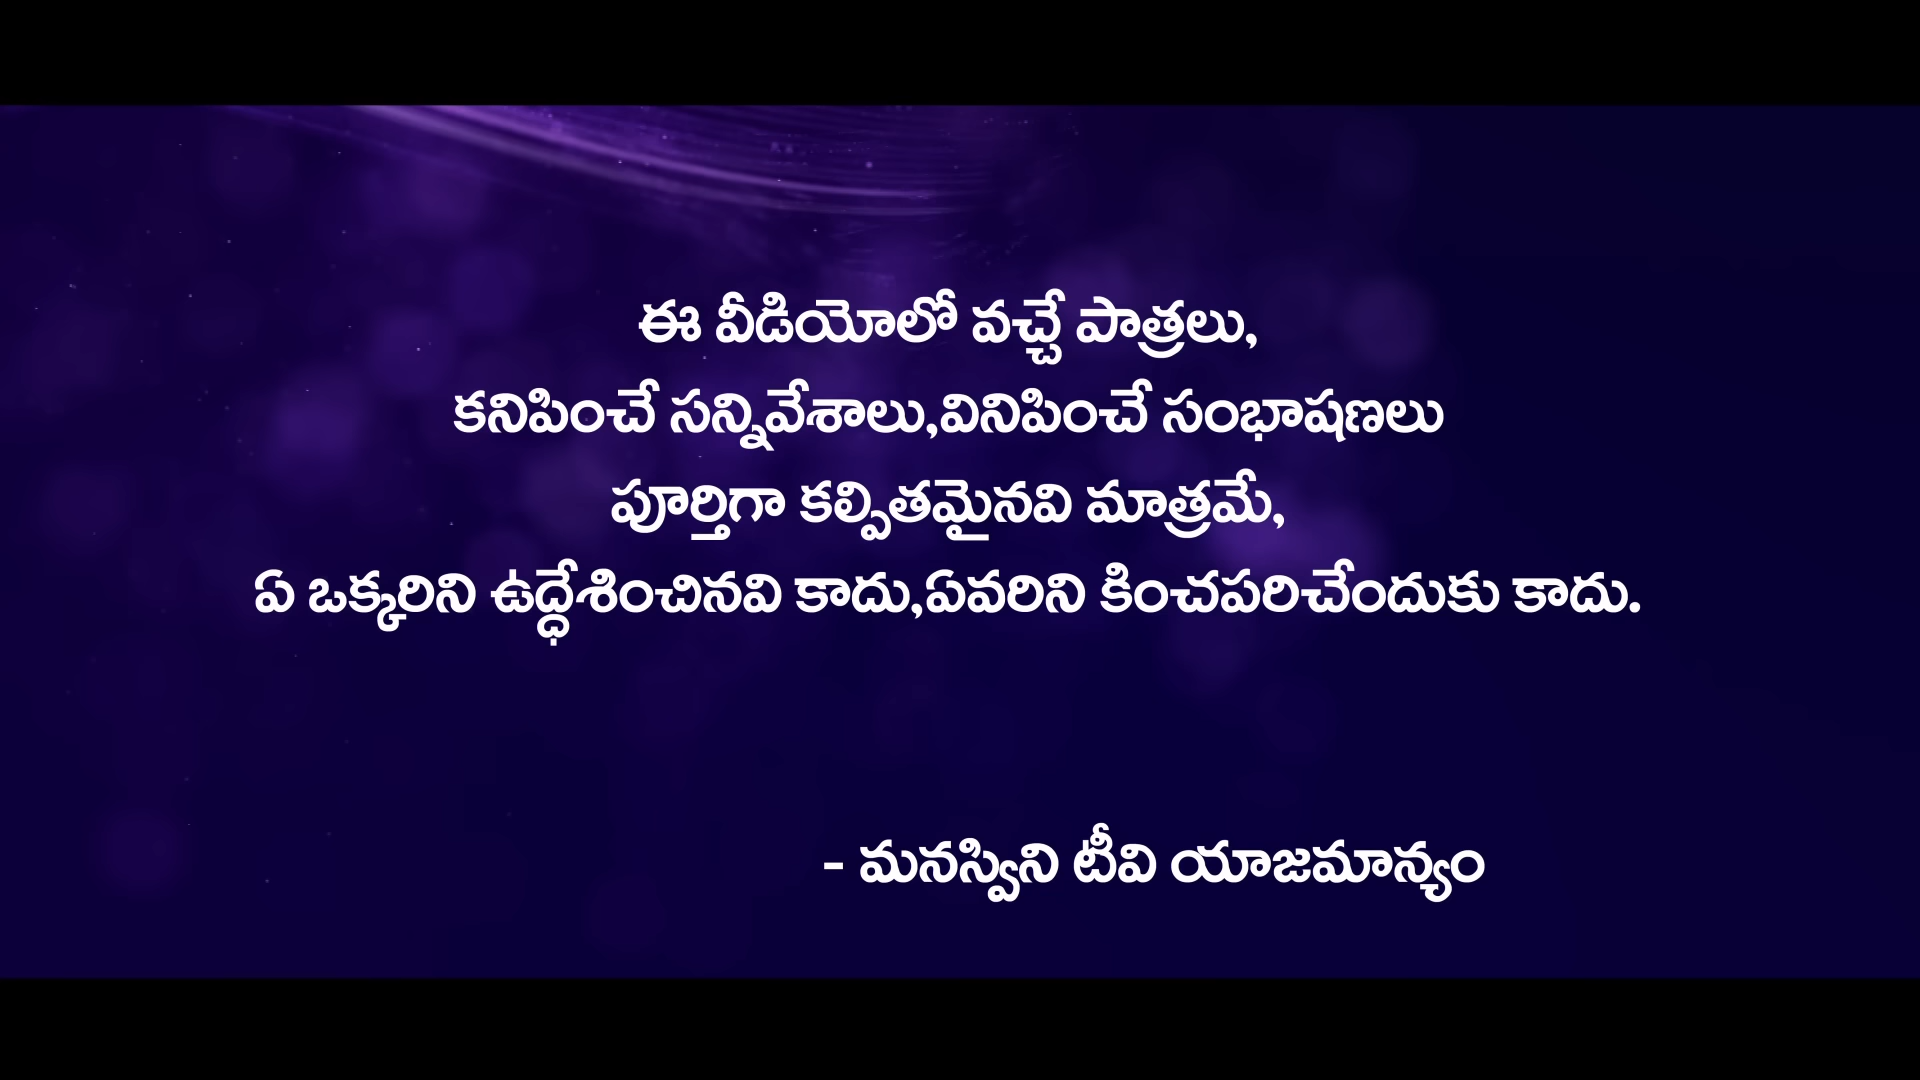 ఈ వీడియోలో వచ్చే పాత్రలు,
కనిపించే సన్నివేశాలు,వినిపించే సంభాషణలు
పూర్తిగా కల్పితమైనవి మాత్రమే,
ఏ ఒక్కరిని ఉద్ధేశించినవి కాదు,ఏవరిని కించపరిచేందుకు కాదు.
- మనస్విని టీవి యాజమాన్యం